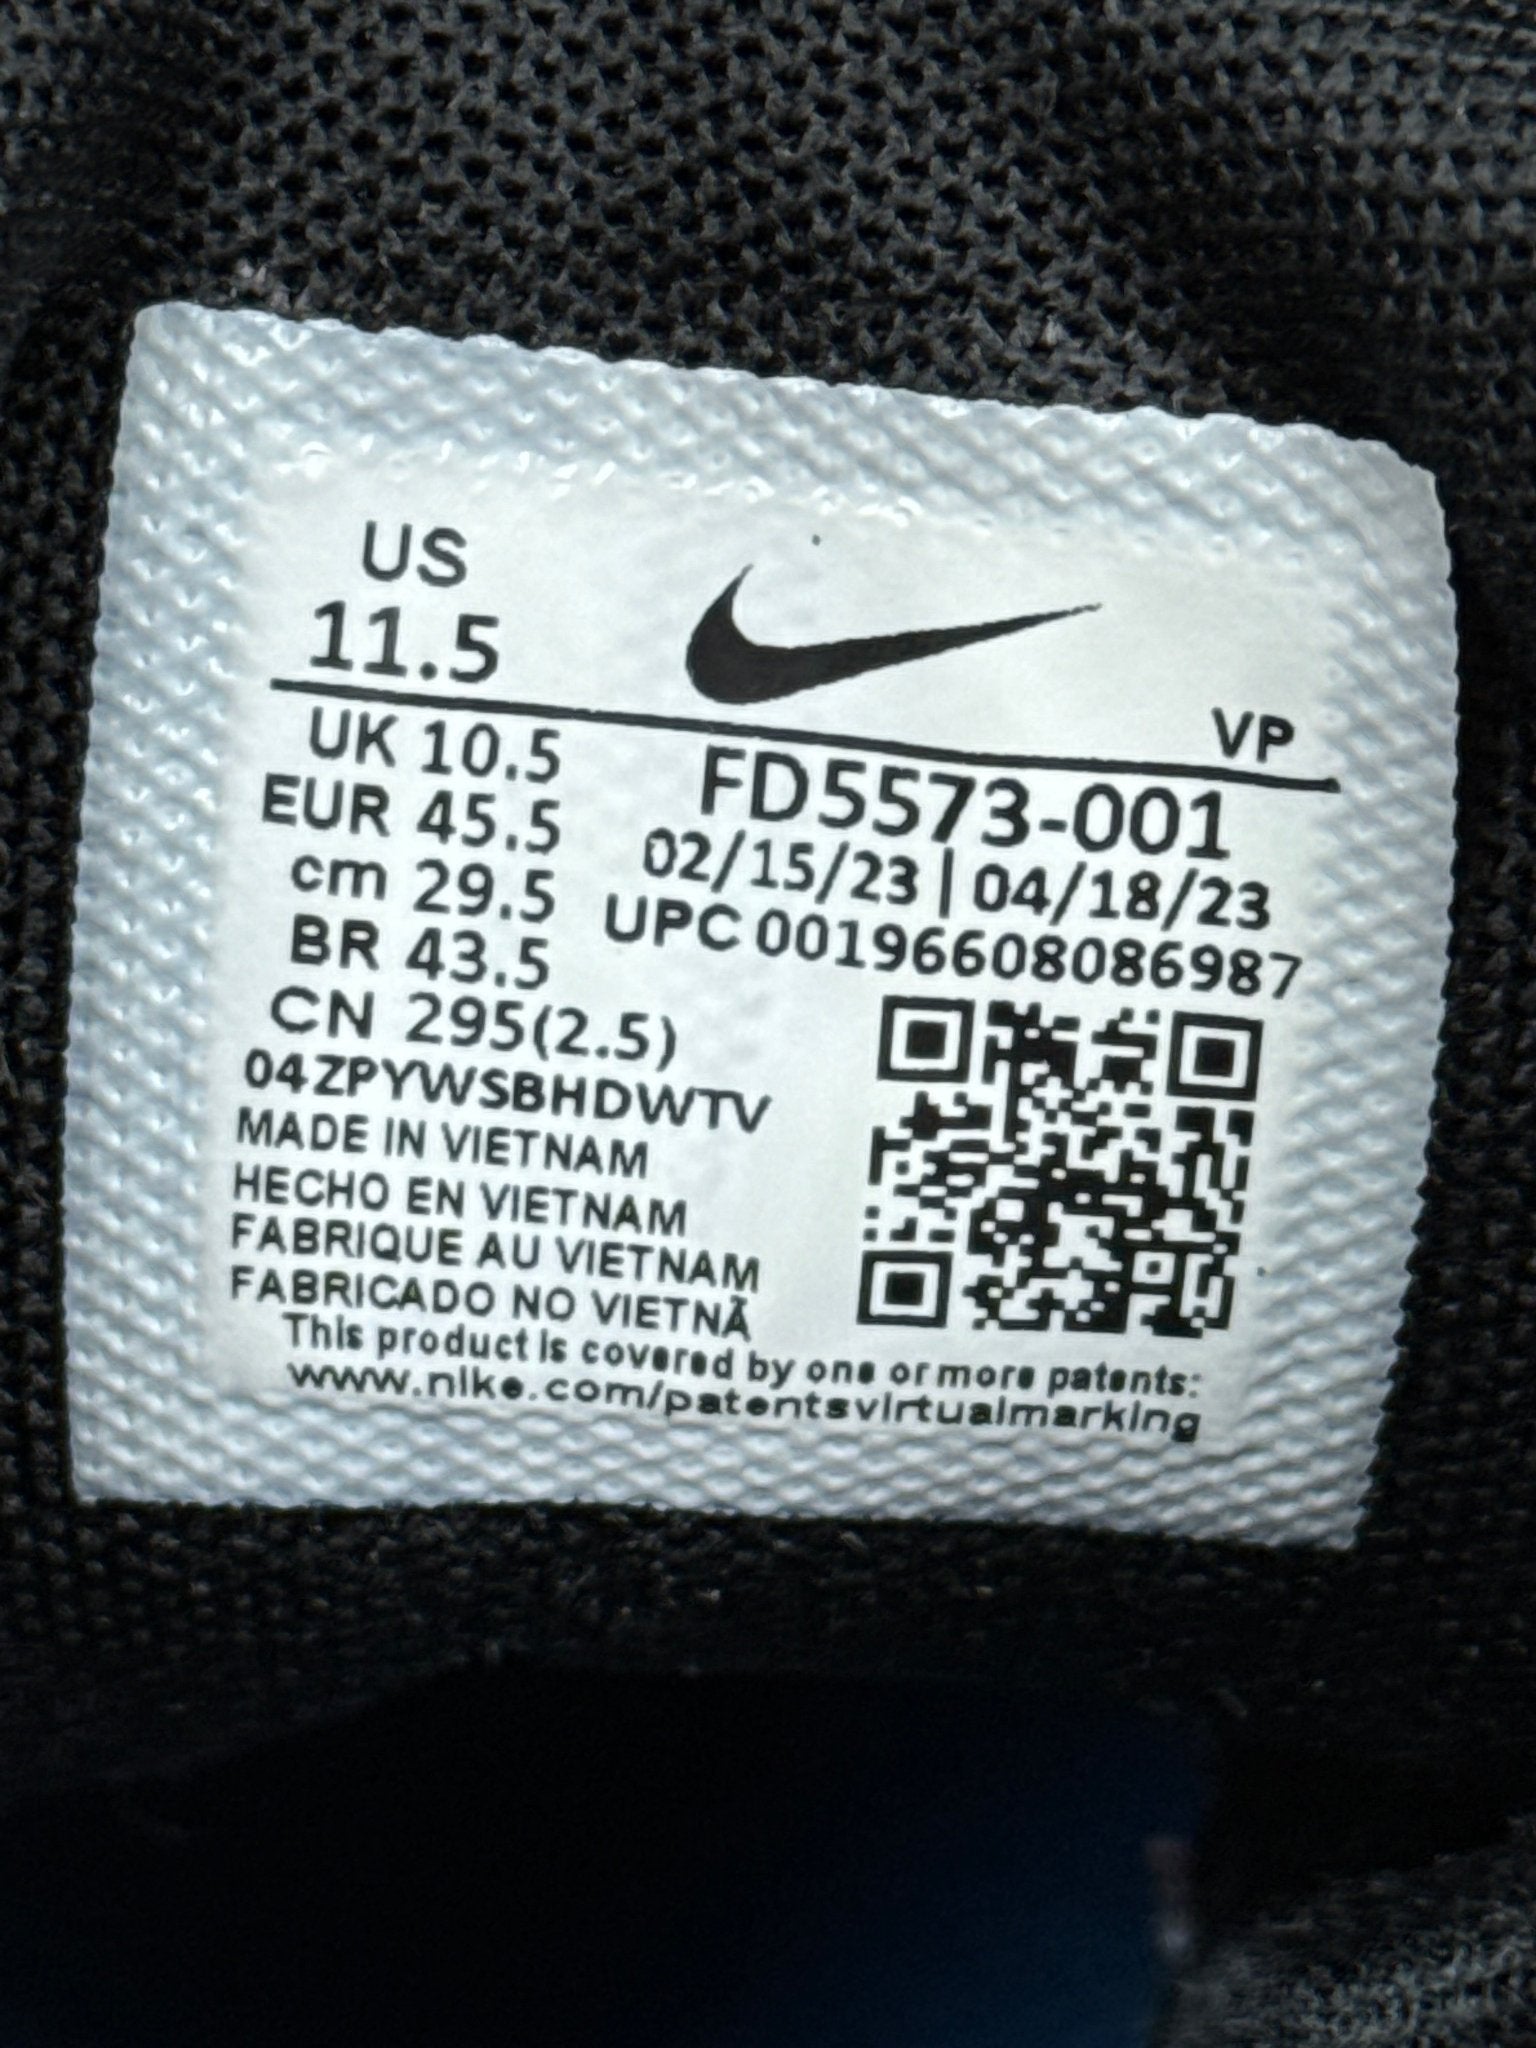 US
11.5
VP
UK 10.5
EUR 45.5
cm 29.5
BR 43.5
CN 295(2.5)
FD5573-001
02/15/23 | 04/18/23
UPC 00196608086987
04ZPYWSBHDWTV
MADE IN VIETNAM
HECHO EN VIETNAM
FABRIQUE AU VIETNAM
FABRICADO NO VIETNÃ
This product is covered by one or more patents:
www.nike.com/patentsvirtualmarking